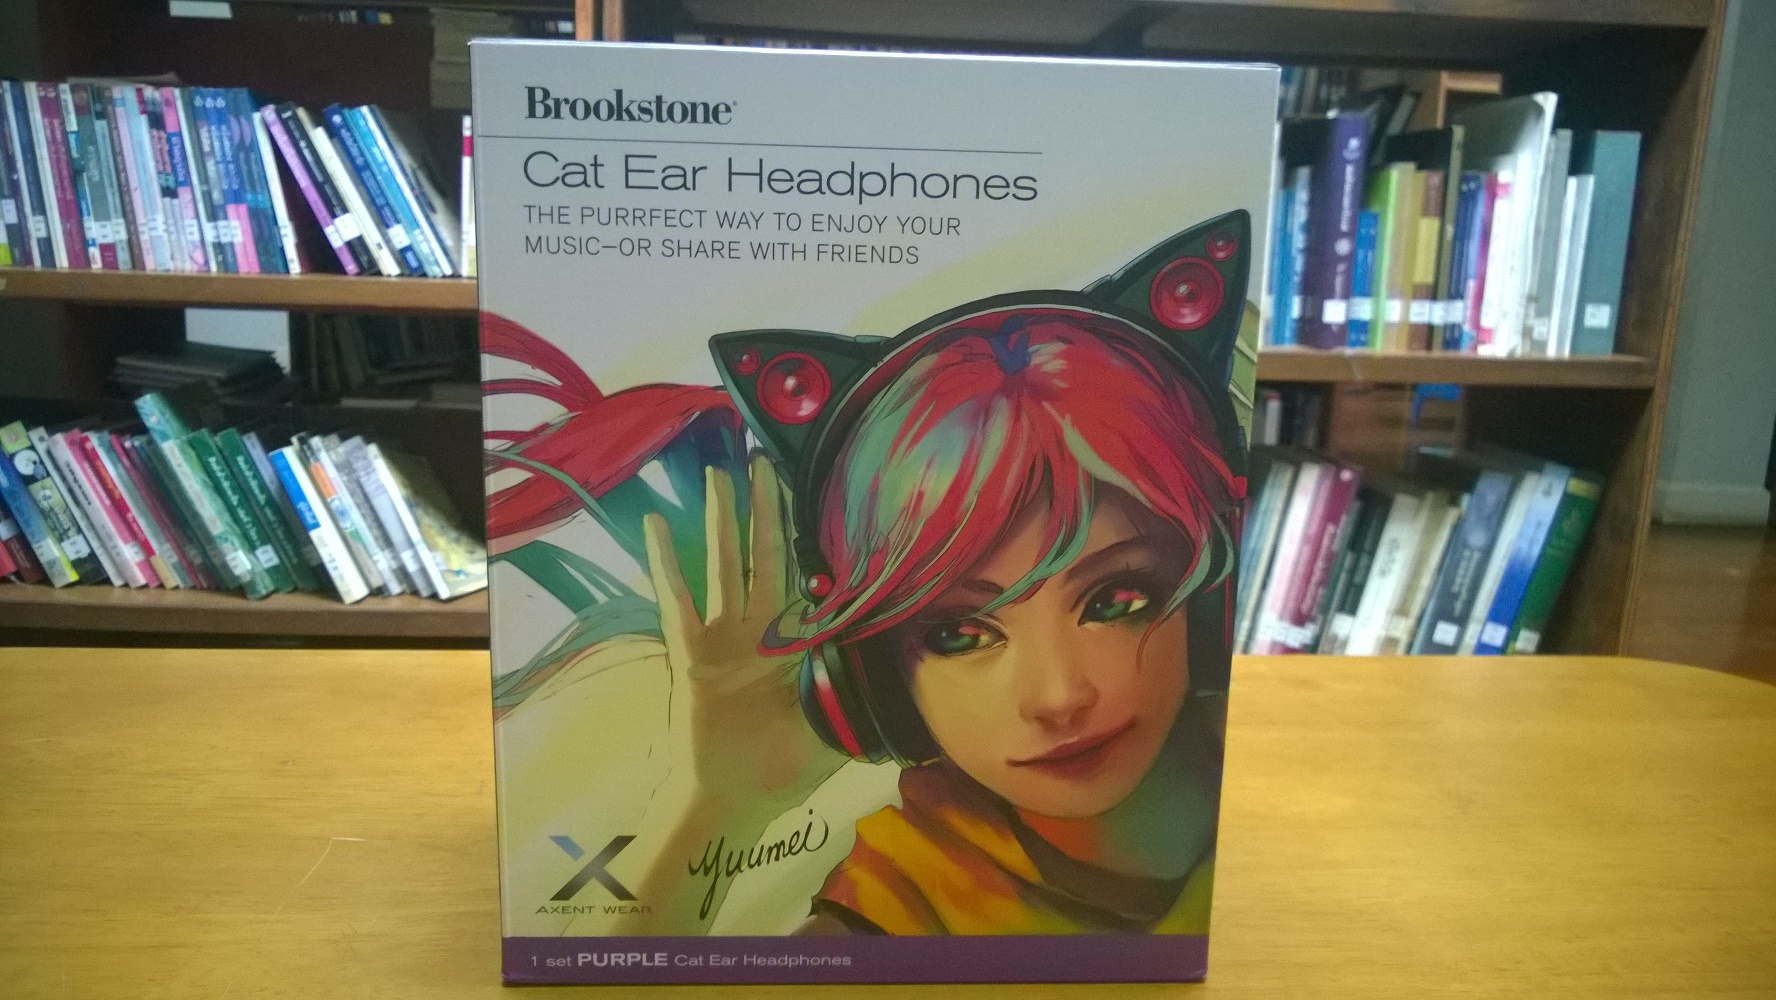 Brookstone
Cat Ear Headphones
THE PURRFECT WAY TO ENJOY YOUR
MUSIC—OR SHARE WITH FRIENDS
yuumei
AXENT WEAR
1 set PURPLE Cat Ear Headphones